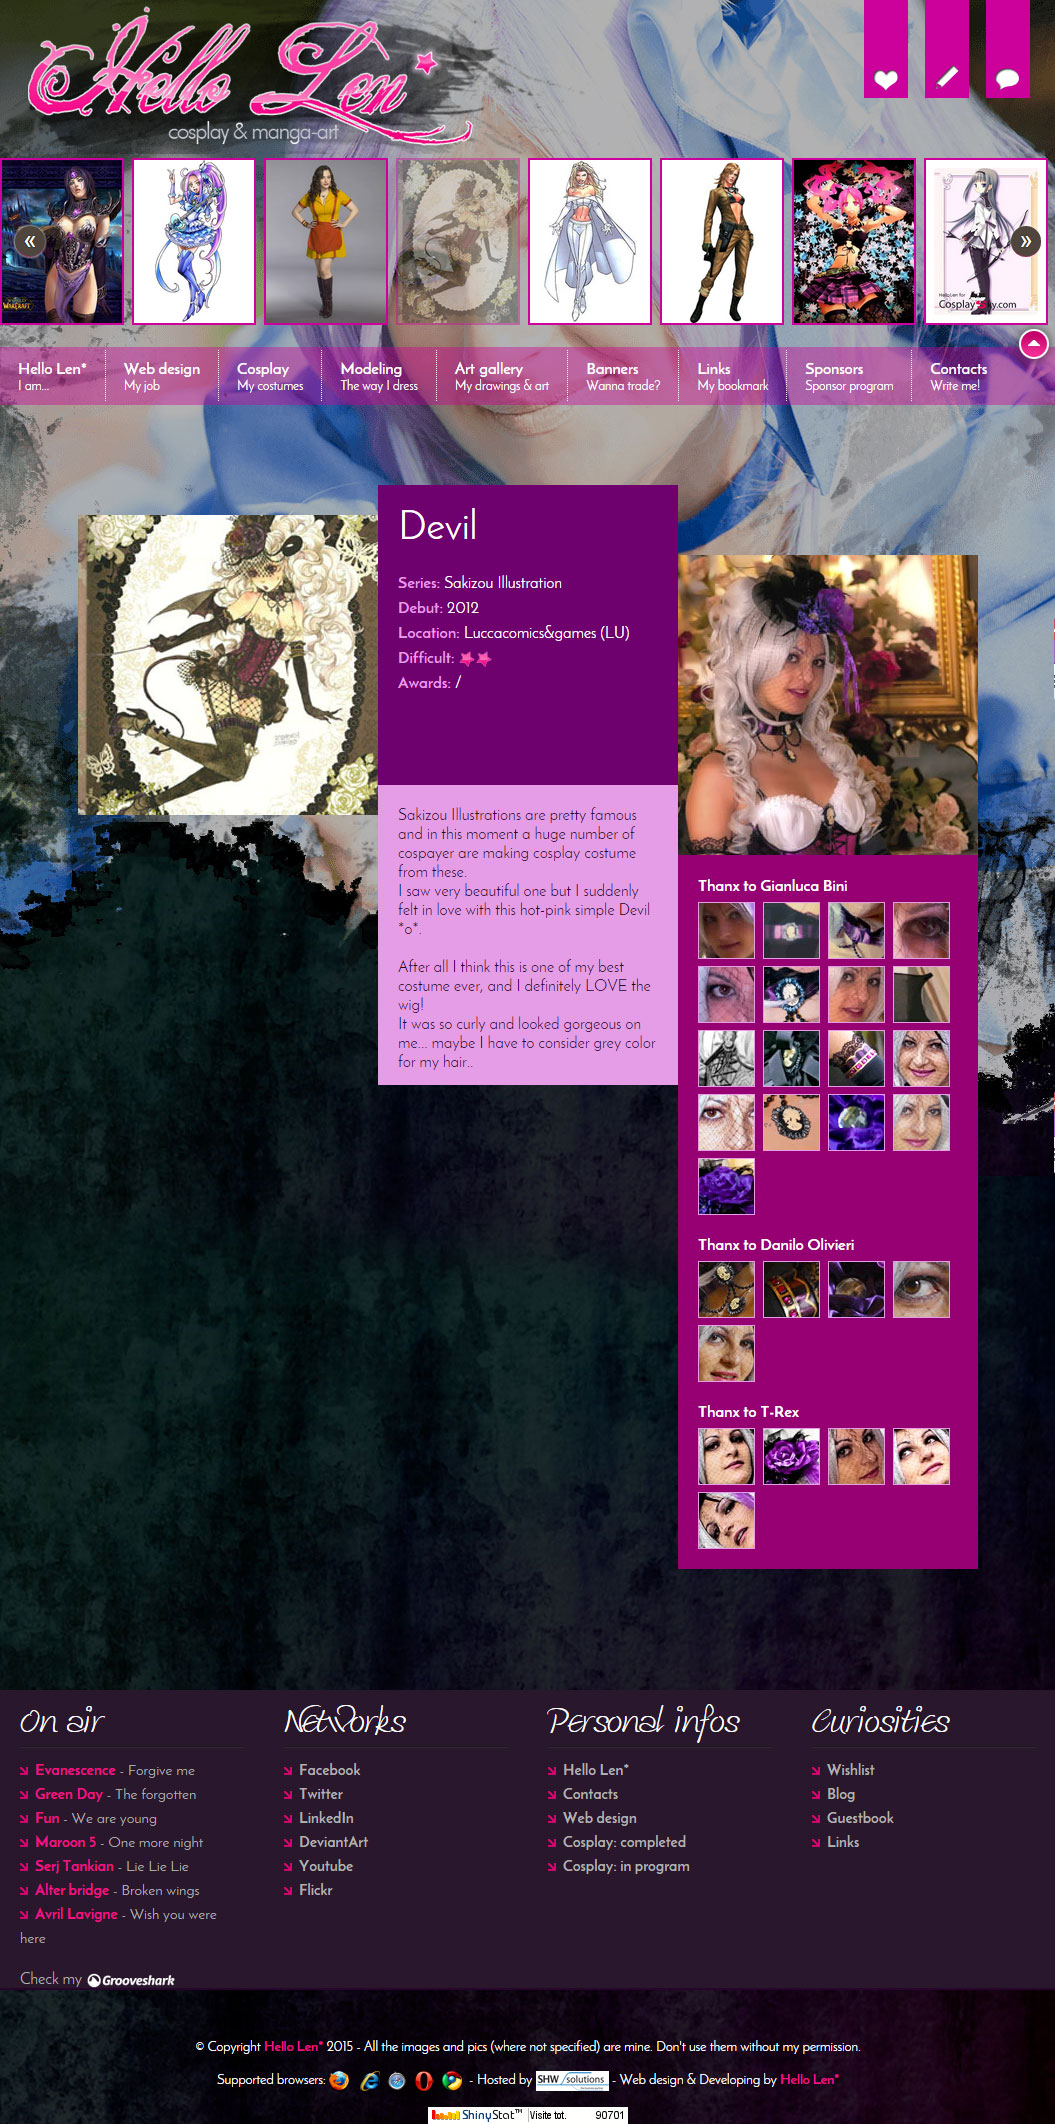 Hello Len*
cosplay & manga-art
WARCRAFT
HelloLen for
«
»
Hello Len*
I am...
Web design
My job
Cosplay
My costumes
Modeling
The way I dress
Art gallery
My drawings & art
Banners
Wanna trade?
Links
My bookmark
Sponsors
Sponsor program
Contacts
Write me!
Devil
Series: Sakizou Illustration
Debut: 2012
Location: Luccacomics&games (LU)
Difficult:
Awards: /
Sakizou Illustrations are pretty famous
and in this moment a huge number of
cospayer are making cosplay costume
from these.
I saw very beautiful one but I suddenly
felt in love with this hot-pink simple Devil
*o*.
After all I think this is one of my best
costume ever, and I definitely LOVE the
wig!
It was so curly and looked gorgeous on
me... maybe I have to consider grey color
for my hair..
Thanx to Gianluca Bini
Thanx to Danilo Olivieri
Thanx to T-Rex
On air
Evanescence - Forgive me
Green Day - The forgotten
Fun - We are young
Maroon 5 - One more night
Serj Tankian - Lie Lie Lie
Alter bridge - Broken wings
Avril Lavigne - Wish you were
here
Check my Grooveshark
Networks
Facebook
Twitter
LinkedIn
DeviantArt
Youtube
Flickr
Personal infos
Hello Len*
Contacts
Web design
Cosplay: completed
Cosplay: in program
Curiosities
Wishlist
Blog
Guestbook
Links
© Copyright Hello Len* 2015 - All the images and pics (where not specified) are mine. Don't use them without my permission.
Supported browsers: - Hosted by SHW solutions - Web design & Developing by Hello Len*
ShinyStat™ Visite tot. 90701